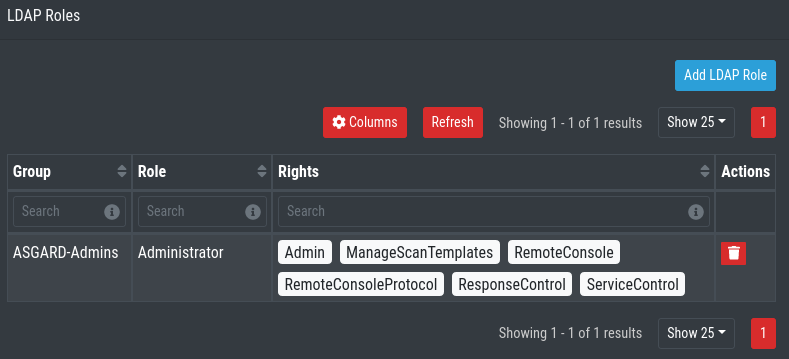 LDAP Roles
Add LDAP Role
Columns Refresh Showing 1 - 1 of 1 results Show 25 1
Group Role Rights Actions
Search Search Search
ASGARD-Admins Administrator Admin ManageScanTemplates RemoteConsole
RemoteConsoleProtocol ResponseControl ServiceControl
Showing 1 - 1 of 1 results Show 25 1